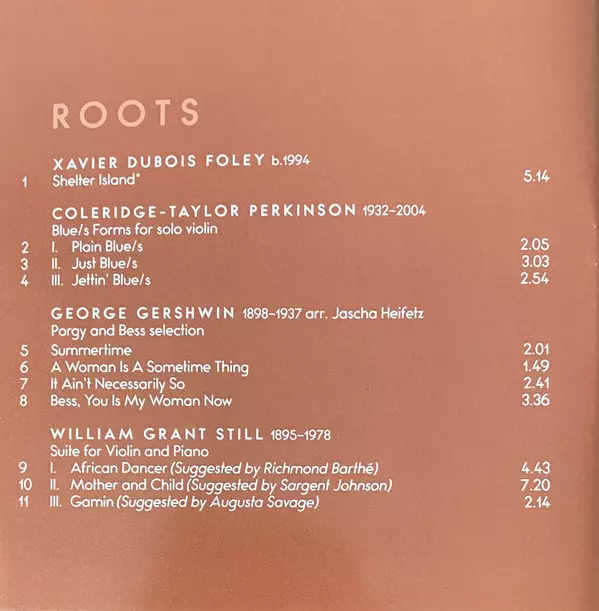 ROOTS
XAVIER DUBOIS FOLEY b.1994
1 Shelter Island* 5.14
COLERIDGE-TAYLOR PERKINSON 1932–2004
Blue/s Forms for solo violin
2 I. Plain Blue/s 2.05
3 II. Just Blue/s 3.03
4 III. Jettin' Blue/s 2.54
GEORGE GERSHWIN 1898–1937 arr. Jascha Heifetz
Porgy and Bess selection
5 Summertime 2.01
6 A Woman Is A Sometime Thing 1.49
7 It Ain't Necessarily So 2.41
8 Bess, You Is My Woman Now 3.36
WILLIAM GRANT STILL 1895–1978
Suite for Violin and Piano
9 I. African Dancer (Suggested by Richmond Barthé) 4.43
10 II. Mother and Child (Suggested by Sargent Johnson) 7.20
11 III. Gamin (Suggested by Augusta Savage) 2.14